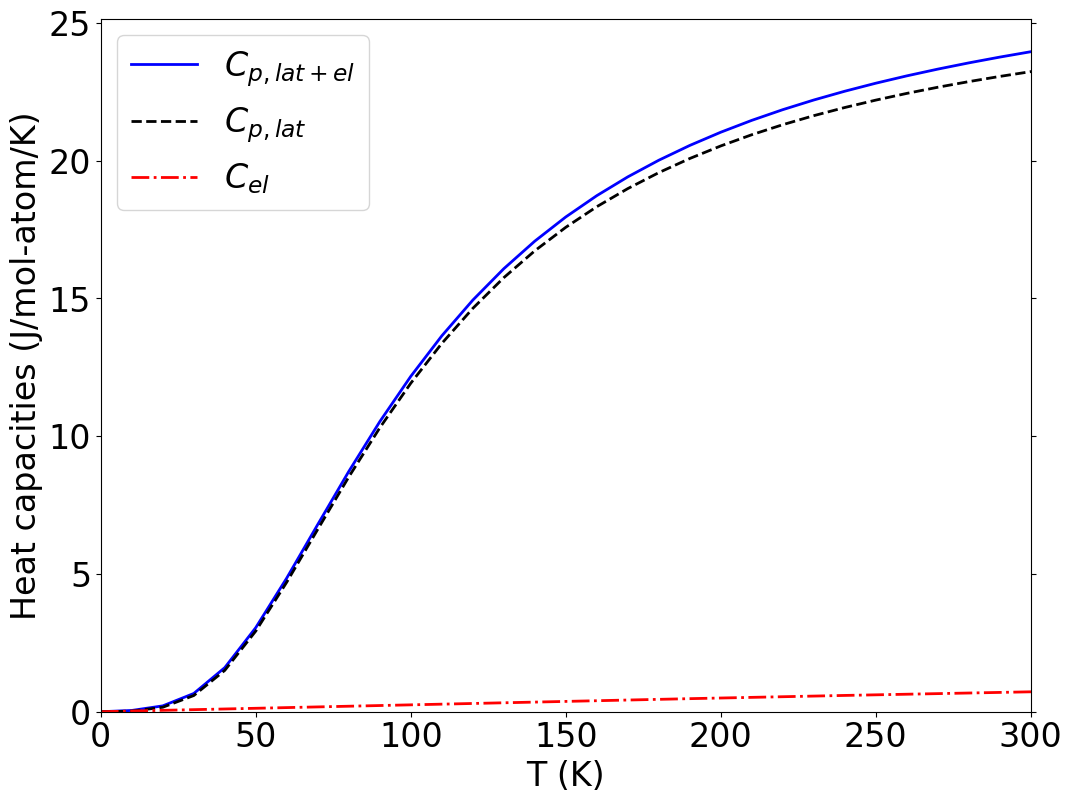 Heat capacities (J/mol-atom/K)
25
20
15
10
5
0
C_{p, lat+el}
C_{p, lat}
C_{el}
0 50 100 150 200 250 300
T (K)